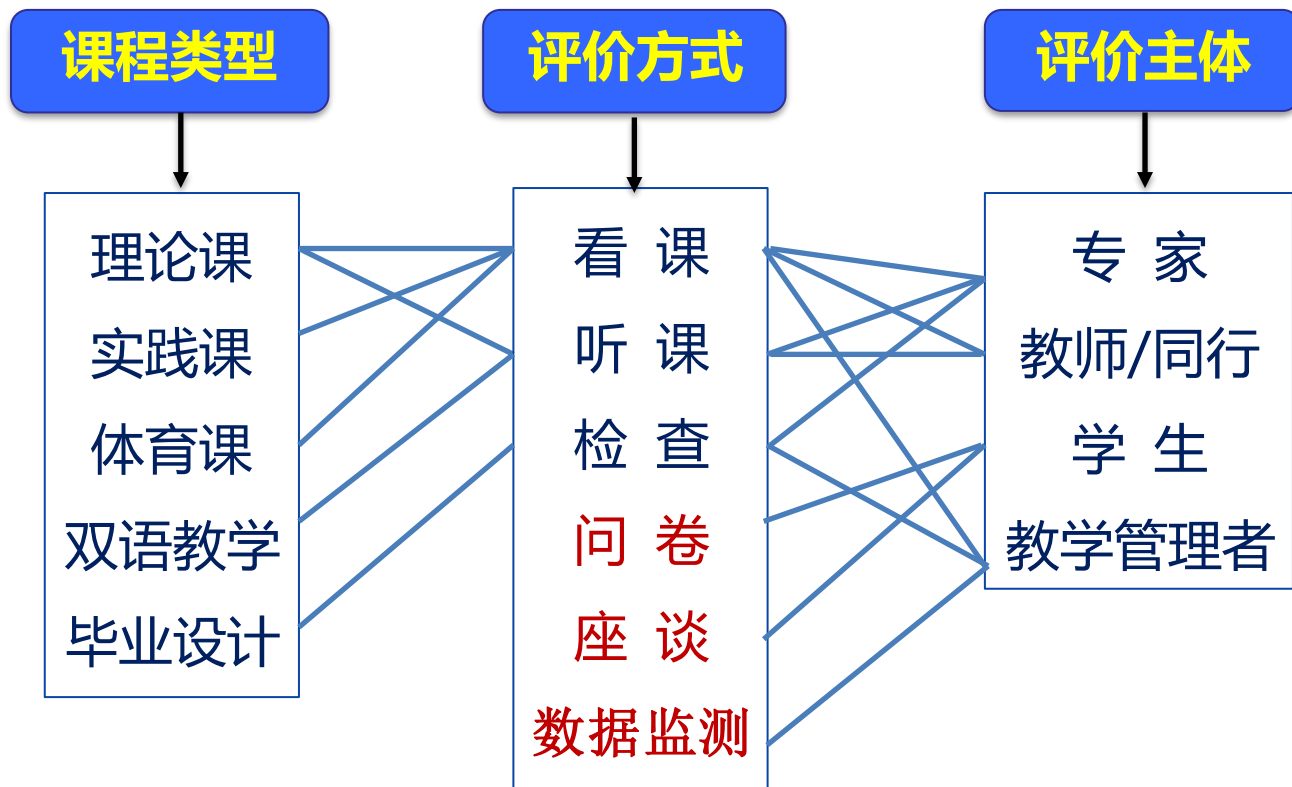 课程类型
评价方式
评价主体
理论课
实践课
体育课
双语教学
毕业设计
看 课
听 课
检 查
问 卷
座 谈
数据监测
专 家
教师/同行
学 生
教学管理者